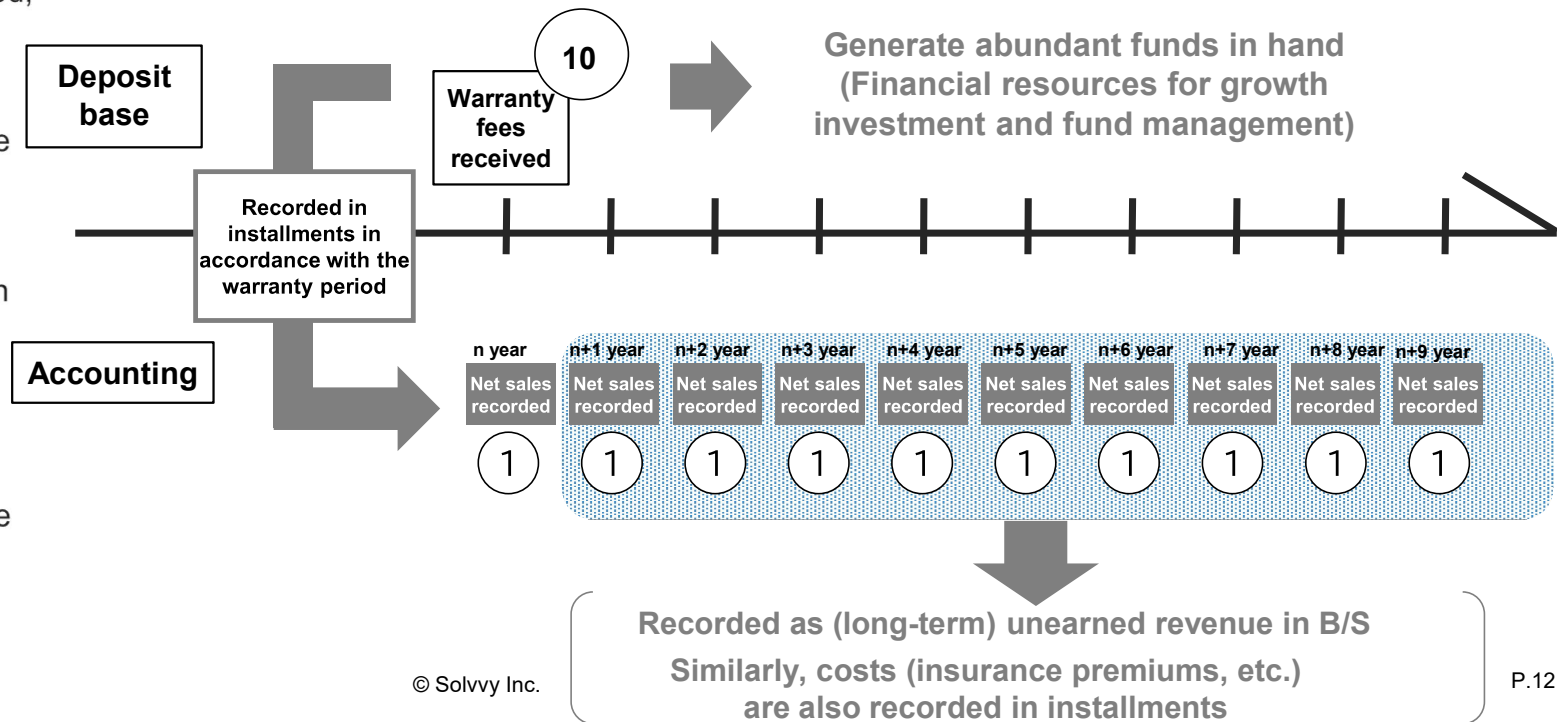 ou,
Deposit
base
10
Warranty
fees
received
Generate abundant funds in hand
(Financial resources for growth
investment and fund management)
e
Recorded in
installments in
accordance with the
warranty period
n
Accounting
n year n+1 year n+2 year n+3 year n+4 year n+5 year n+6 year n+7 year n+8 year n+9 year
Net sales Net sales Net sales Net sales Net sales Net sales Net sales Net sales Net sales Net sales
recorded recorded recorded recorded recorded recorded recorded recorded recorded recorded
1 1 1 1 1 1 1 1 1 1
e
Recorded as (long-term) unearned revenue in B/S
Similarly, costs (insurance premiums, etc.)
are also recorded in installments
© Solvvy Inc.
P.12